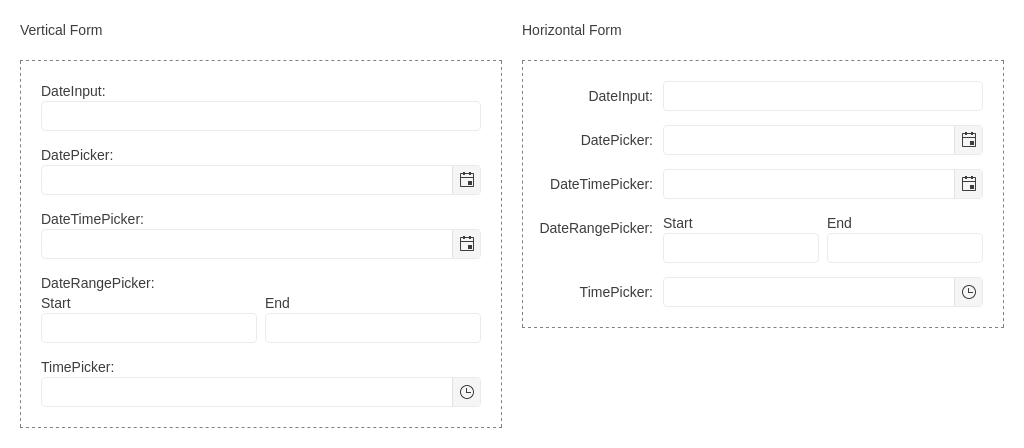 Vertical Form
DateInput:
DatePicker:
DateTimePicker:
DateRangePicker:
Start End
TimePicker:
Horizontal Form
DateInput:
DatePicker:
DateTimePicker:
DateRangePicker: Start End
TimePicker: